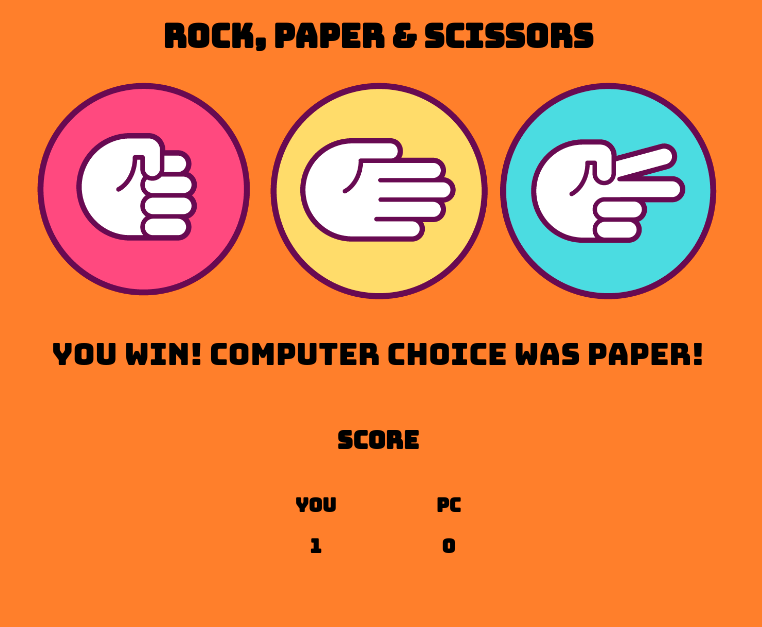 ROCK, PAPER & SCISSORS
YOU WIN! COMPUTER CHOICE WAS PAPER!
SCORE
YOU PC
1 0